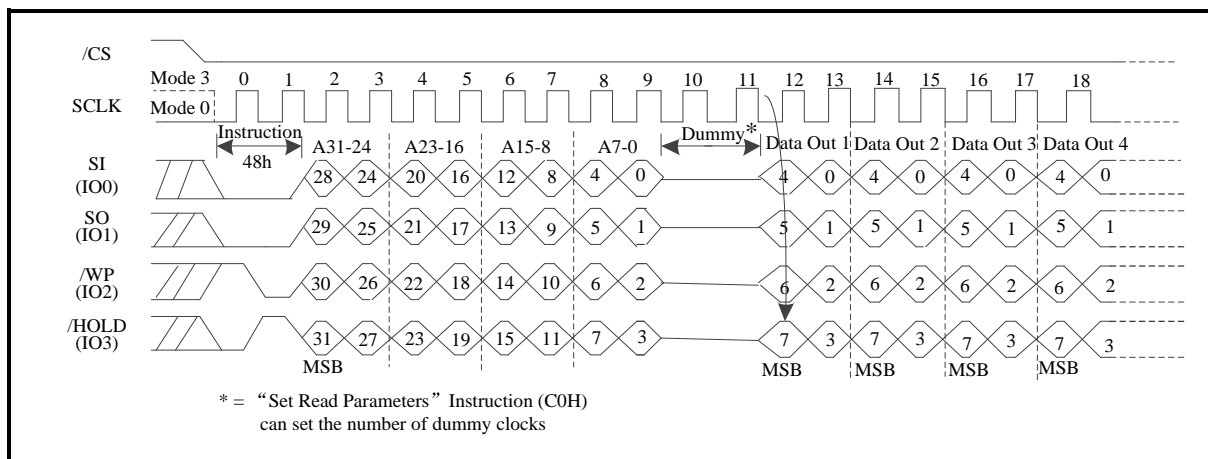 /CS
Mode 3 0 1 2 3 4 5 6 7 8 9 10 11 12 13 14 15 16 17 18
SCLK Mode 0
Instruction A31-24 A23-16 A15-8 A7-0 Dummy* Data Out 1 Data Out 2 Data Out 3 Data Out 4
48h
SI
(IO0) 28 24 20 16 12 8 4 0 4 0 4 0 4 0 4 0
SO
(IO1) 29 25 21 17 13 9 5 1 5 1 5 1 5 1 5 1
/WP
(IO2) 30 26 22 18 14 10 6 2 6 2 6 2 6 2 6 2
/HOLD
(IO3) 31 27 23 19 15 11 7 3 7 3 7 3 7 3 7 3
MSB MSB MSB MSB MSB
* = “Set Read Parameters” Instruction (C0H)
can set the number of dummy clocks